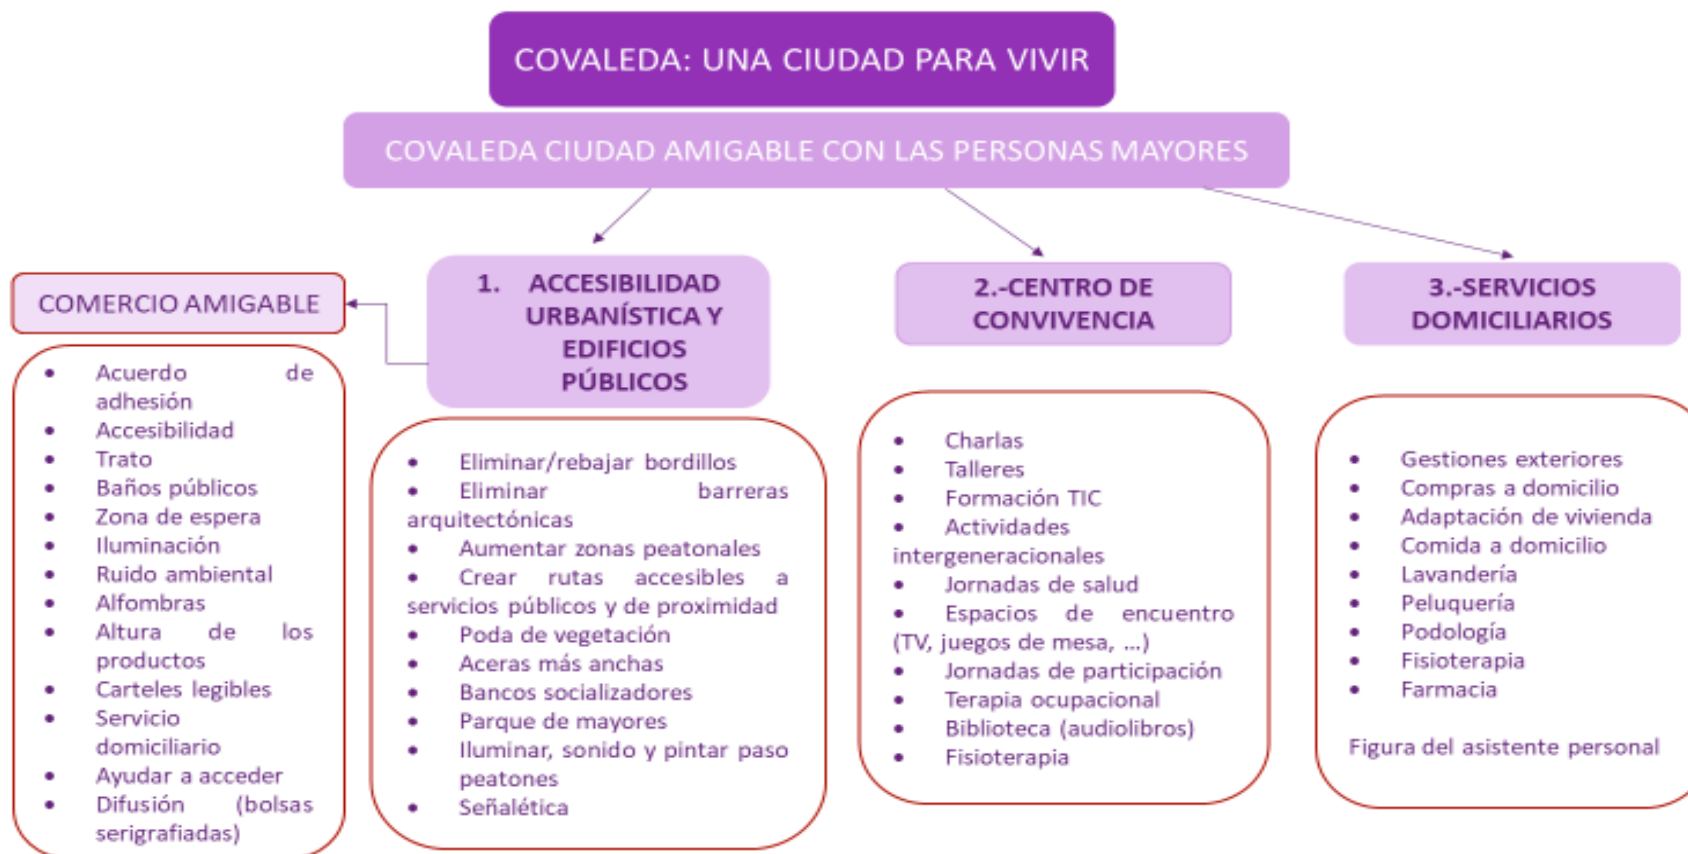 COVALEDA: UNA CIUDAD PARA VIVIR
COVALEDA CIUDAD AMIGABLE CON LAS PERSONAS MAYORES
COMERCIO AMIGABLE
• Acuerdo de
adhesión
• Accesibilidad
• Trato
• Baños públicos
• Zona de espera
• Iluminación
• Ruido ambiental
• Alfombras
• Altura de los
productos
• Carteles legibles
• Servicio
domiciliario
• Ayudar a acceder
• Difusión (bolsas
serigrafiadas)
1. ACCESIBILIDAD
URBANÍSTICA Y
EDIFICIOS
PÚBLICOS
• Eliminar/rebajar bordillos
• Eliminar barreras
arquitectónicas
• Aumentar zonas peatonales
• Crear rutas accesibles a
servicios públicos y de proximidad
• Poda de vegetación
• Aceras más anchas
• Bancos socializadores
• Parque de mayores
• Iluminar, sonido y pintar paso
peatones
• Señalética
2.-CENTRO DE
CONVIVENCIA
• Charlas
• Talleres
• Formación TIC
• Actividades
intergeneracionales
• Jornadas de salud
• Espacios de encuentro
(TV, juegos de mesa, ...)
• Jornadas de participación
• Terapia ocupacional
• Biblioteca (audiolibros)
• Fisioterapia
3.-SERVICIOS
DOMICILIARIOS
• Gestiones exteriores
• Compras a domicilio
• Adaptación de vivienda
• Comida a domicilio
• Lavandería
• Peluquería
• Podología
• Fisioterapia
• Farmacia
Figura del asistente personal